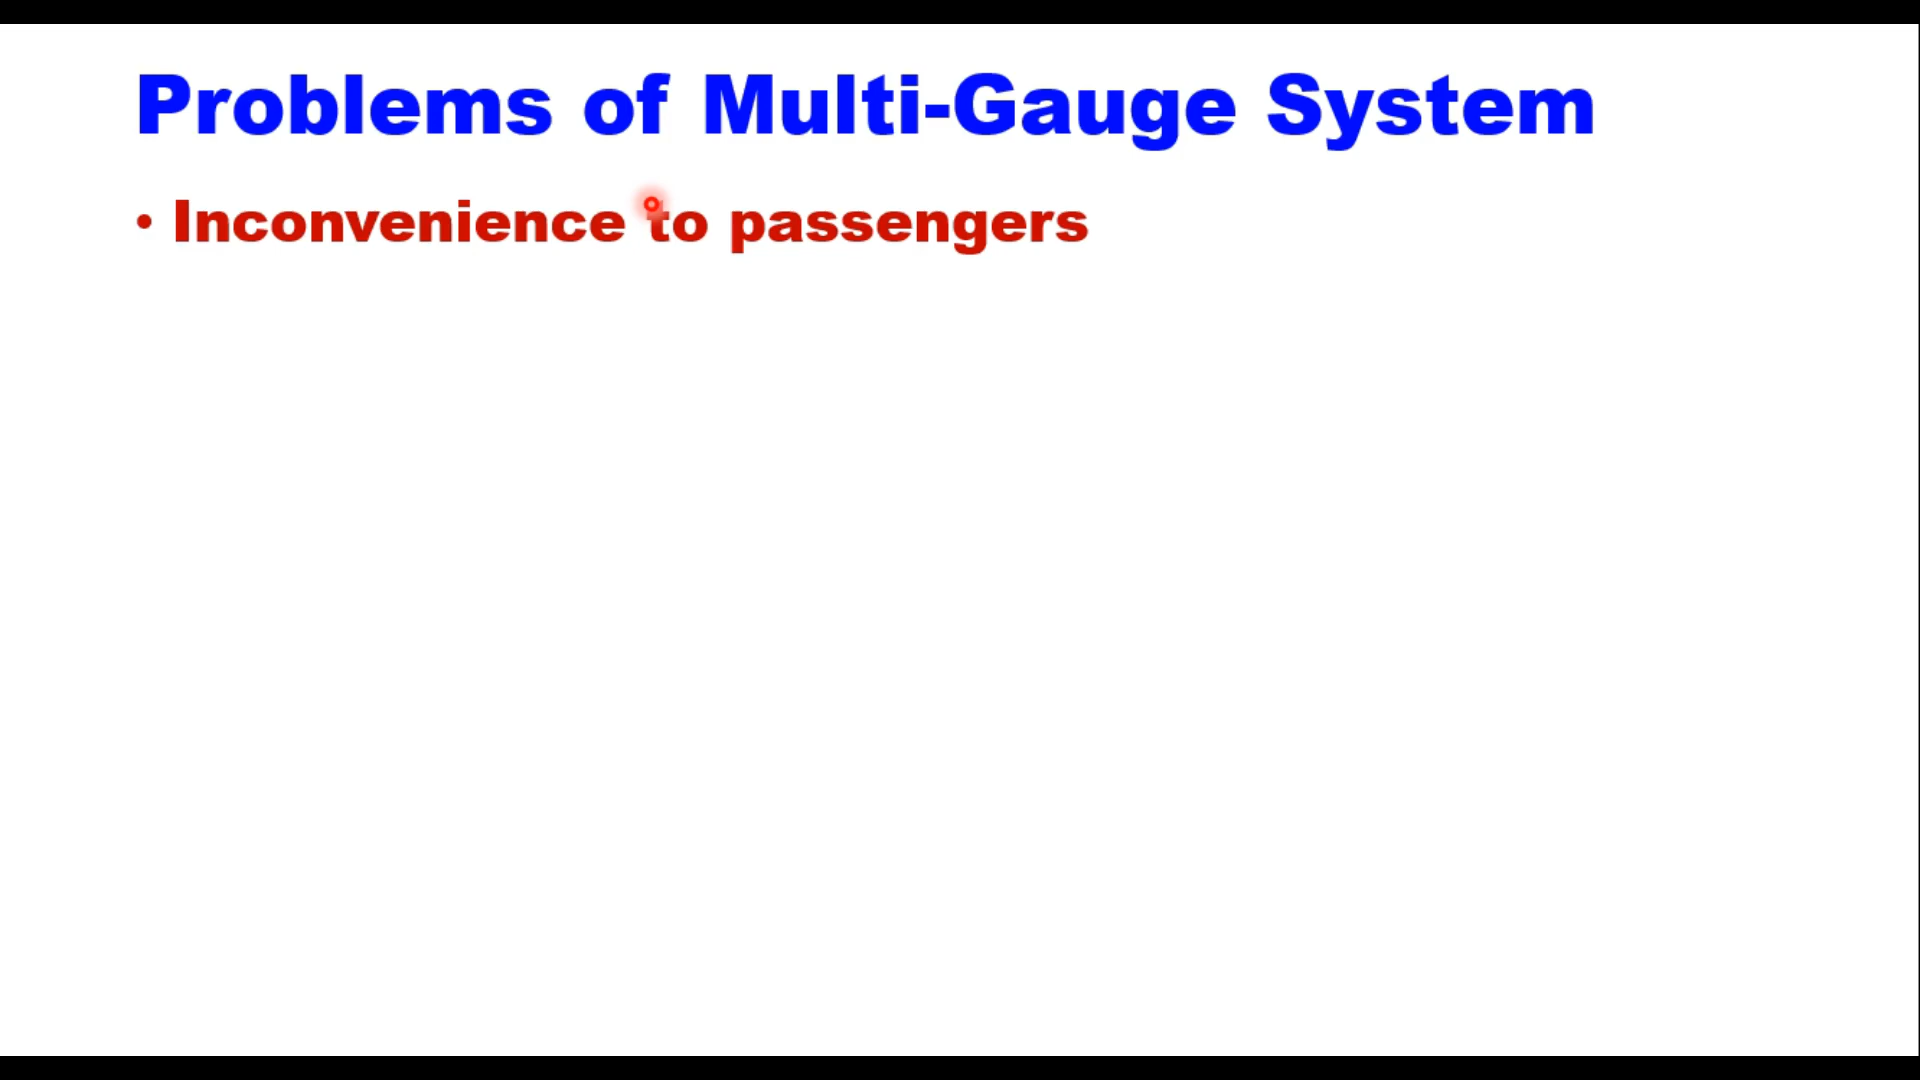 Problems of Multi-Gauge System
• Inconvenience to passengers